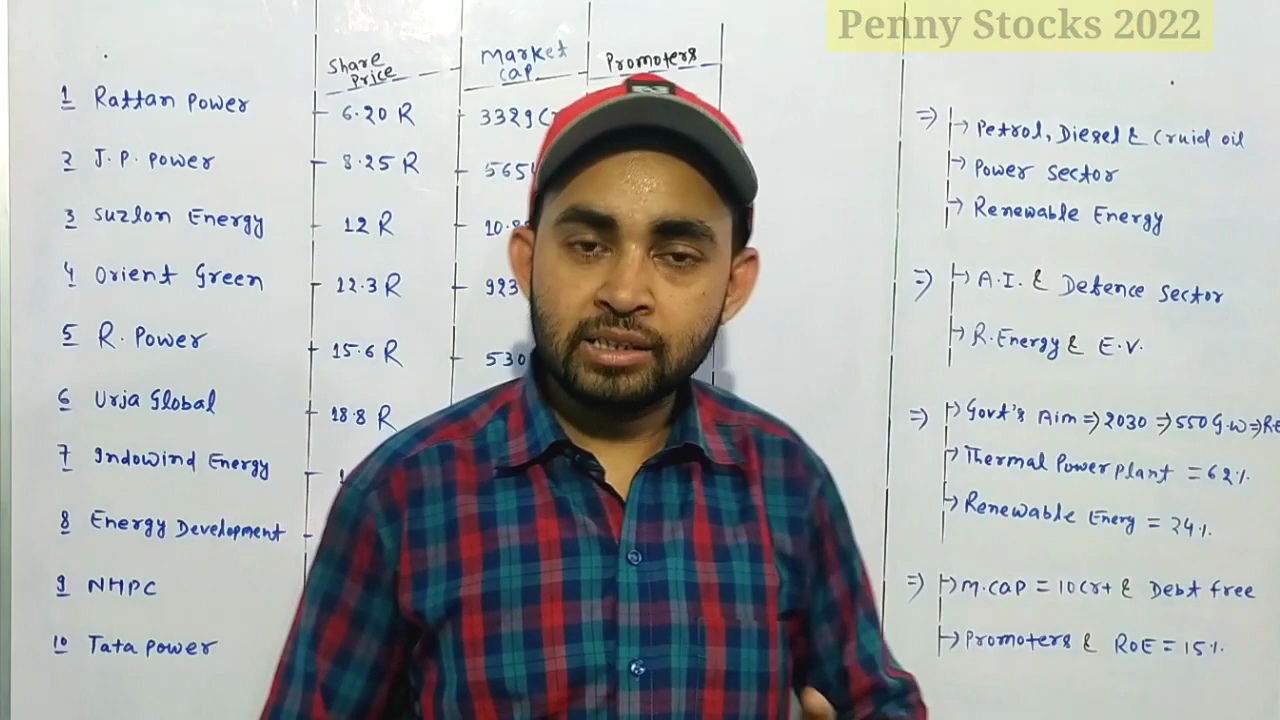 Penny Stocks 2022
Share Price Market Cap Promoters
1 Rattan Power 6.20 R 3329
2 J.P. Power 8.25 R 565
3 Suzlon Energy 12 R 10.8
4 Orient Green 12.3 R 923
5 R. Power 15.6 R 530
6 Urja Global 18.8 R
7 Indowind Energy
8 Energy Development
9 NHPC
10 Tata Power
⇒ → Petrol, Diesel & Cruid oil
→ Power Sector
→ Renewable Energy
⇒ → A.I. & Defence Sector
→ R.Energy & E.V.
⇒ → Govt's Aim ⇒ 2030 ⇒ 550 G.W ⇒ RE
→ Thermal Power plant = 62%.
→ Renewable Energ = 24%.
⇒ → M.Cap = 10Cr+ & Debt free
→ Promoters & ROE = 15%.